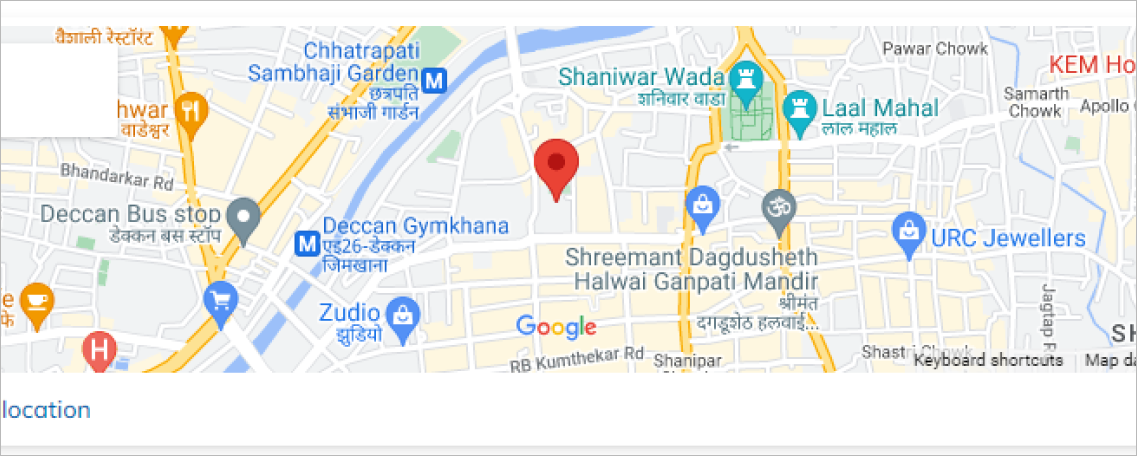 वैशाली रेस्टॉरंट
Chhatrapati
Sambhaji Garden
छत्रपति
संभाजी गार्डन
hwar
वाडेश्वर
Bhandarkar Rd
Deccan Bus stop
डेक्कन बस स्टॉप
Deccan Gymkhana
एई26-डेक्कन
जिमखाना
Zudio
झुडियो
e
फे
H
M
M
Shaniwar Wada
शनिवार वाडा
Laal Mahal
लाल महाल
Pawar Chowk
KEM Ho
Samarth
Chowk
Apollo
URC Jewellers
Shreemant Dagdusheth
Halwai Ganpati Mandir
श्रीमंत
दगडूशेठ हलवाई...
ॐ
Google
RB Kumthekar Rd
Shanipar
Jagtap R
SH
Shastri Chowk
Keyboard shortcuts
Map da
location